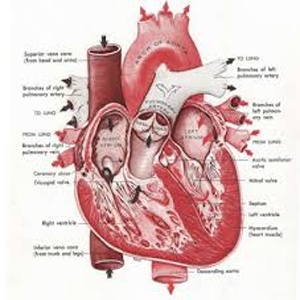 ARCH OF AORTA
Superior vena cava
(from head and arms)
TO LUNG
Branches of left
pulmonary artery
Branches of right
pulmonary artery
PULMONARY
ARTERY
TO LUNG
Branches of
left pulmon-
ary vein
LEFT
ATRIUM
RIGHT
ATRIUM
FROM LUNG
FROM LUNG
Branches of right
pulmonary vein
Aortic semilunar
valve
Coronary sinus
Tricuspid valve
Mitral valve
Septum
Left ventricle
Right ventricle
Myocardium
(heart muscle)
Inferior vena cava
(from trunk and legs)
Descending aorta